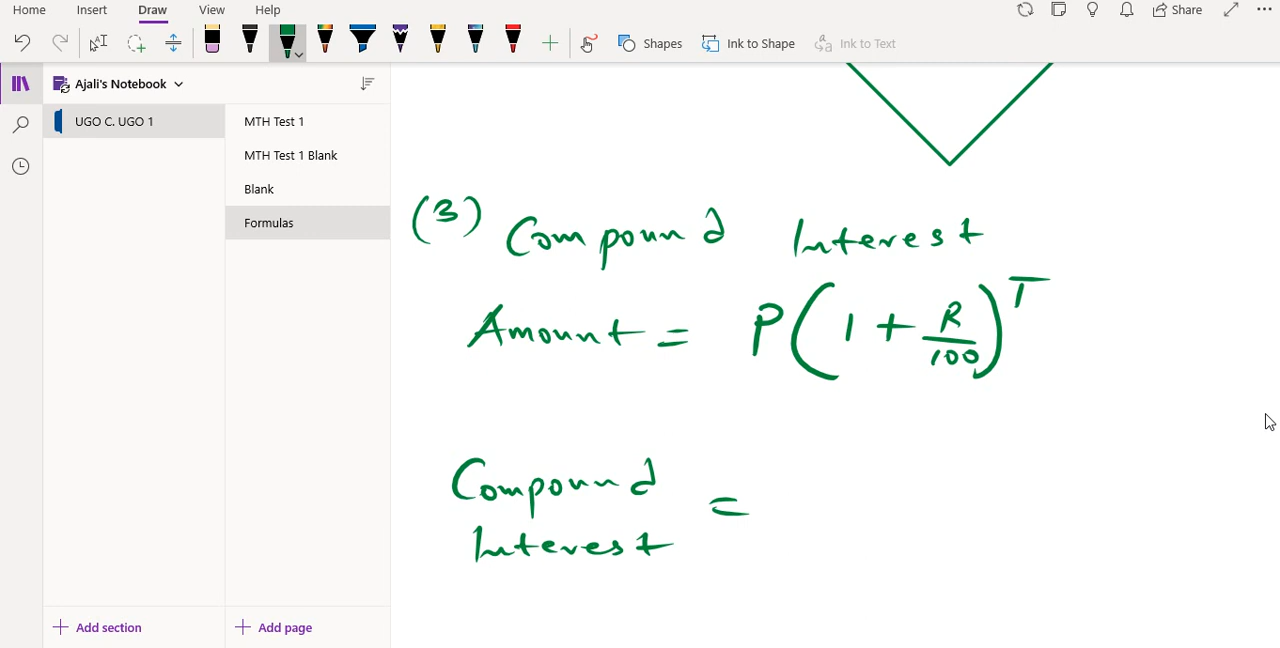 Home Insert Draw View Help Share
Shapes Ink to Shape Ink to Text
Ajali's Notebook
UGO C. UGO 1
MTH Test 1
MTH Test 1 Blank
Blank
Formulas
(3) Compound Interest
Amount = P(1 + R/100)^T
Compound
Interest =
+ Add section + Add page